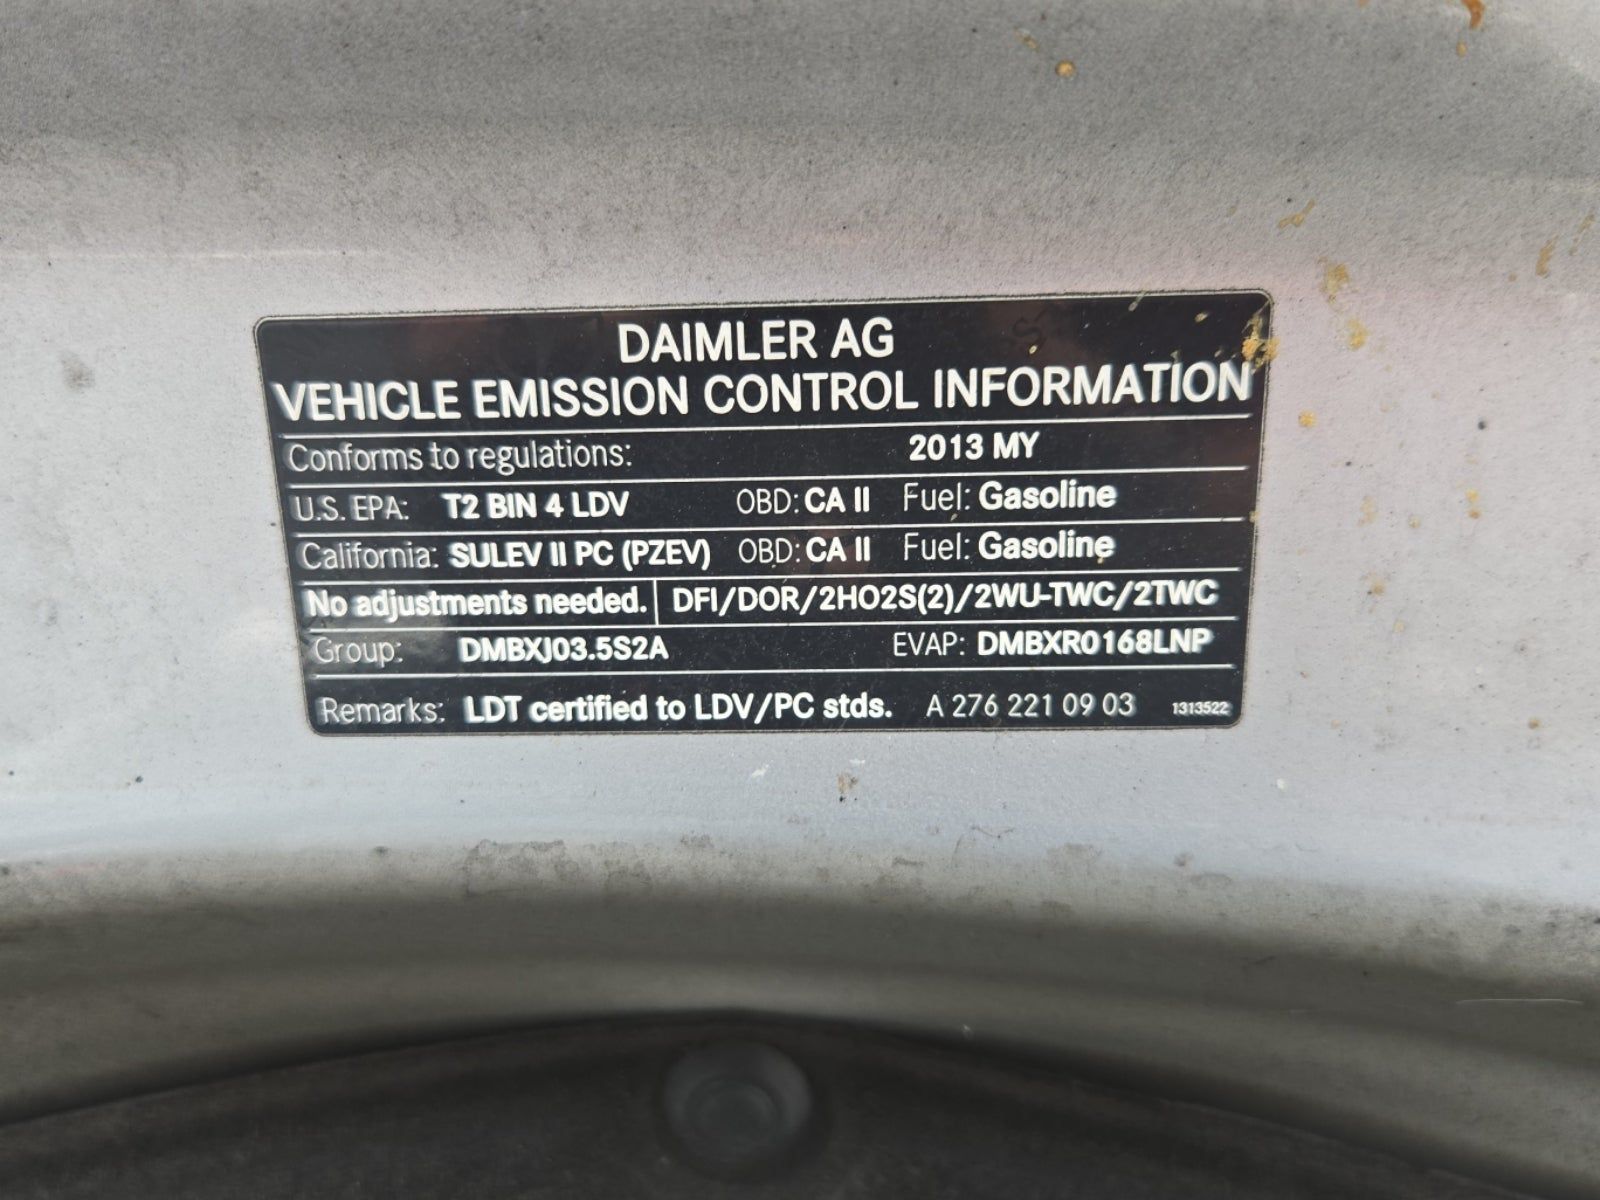 DAIMLER AG
VEHICLE EMISSION CONTROL INFORMATION
Conforms to regulations: 2013 MY
U.S. EPA: T2 BIN 4 LDV OBD: CA II Fuel: Gasoline
California: SULEV II PC (PZEV) OBD: CA II Fuel: Gasoline
No adjustments needed. DFI/DOR/2HO2S(2)/2WU-TWC/2TWC
Group: DMBXJ03.5S2A EVAP: DMBXR0168LNP
Remarks: LDT certified to LDV/PC stds. A 276 221 09 03 1313522